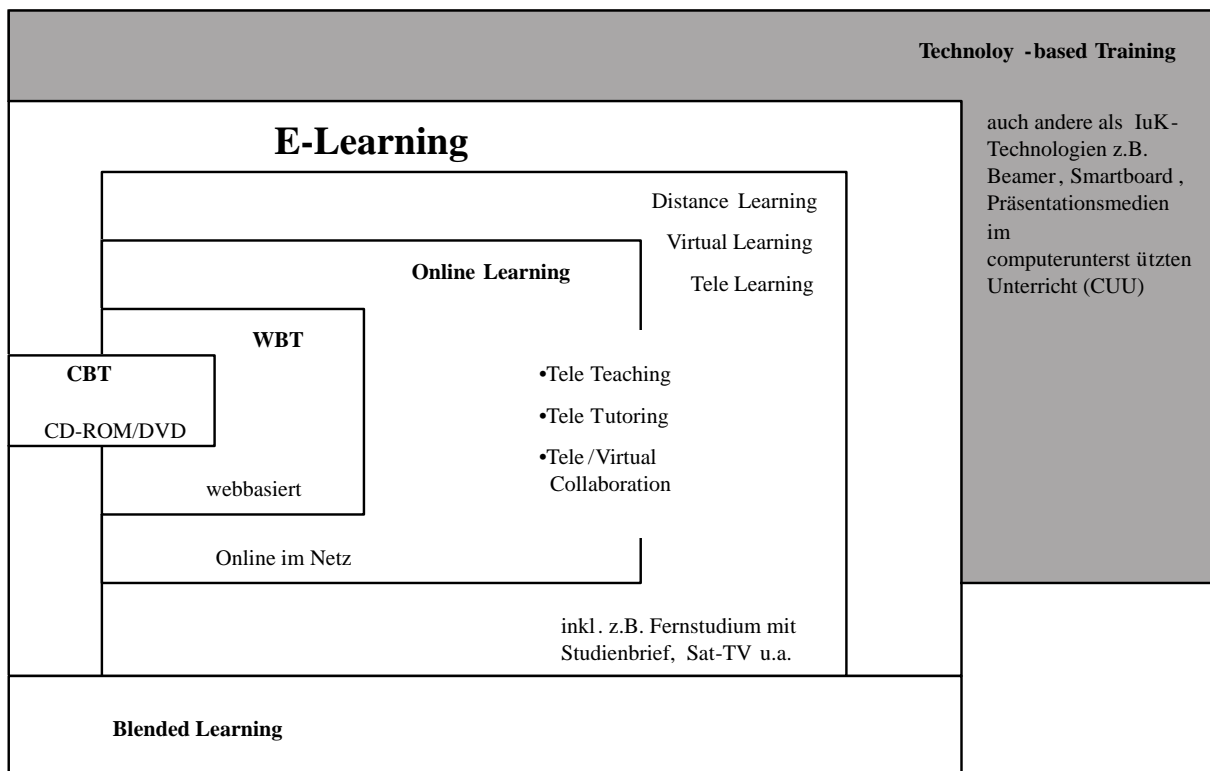 Technoloy -based Training
auch andere als IuK-
Technologien z.B.
Beamer, Smartboard ,
Präsentationsmedien
im
computerunterst ützten
Unterricht (CUU)
E-Learning
Distance Learning
Virtual Learning
Tele Learning
Online Learning
WBT
CBT
CD-ROM/DVD
webbasiert
•Tele Teaching
•Tele Tutoring
•Tele /Virtual
Collaboration
Online im Netz
inkl. z.B. Fernstudium mit
Studienbrief, Sat-TV u.a.
Blended Learning